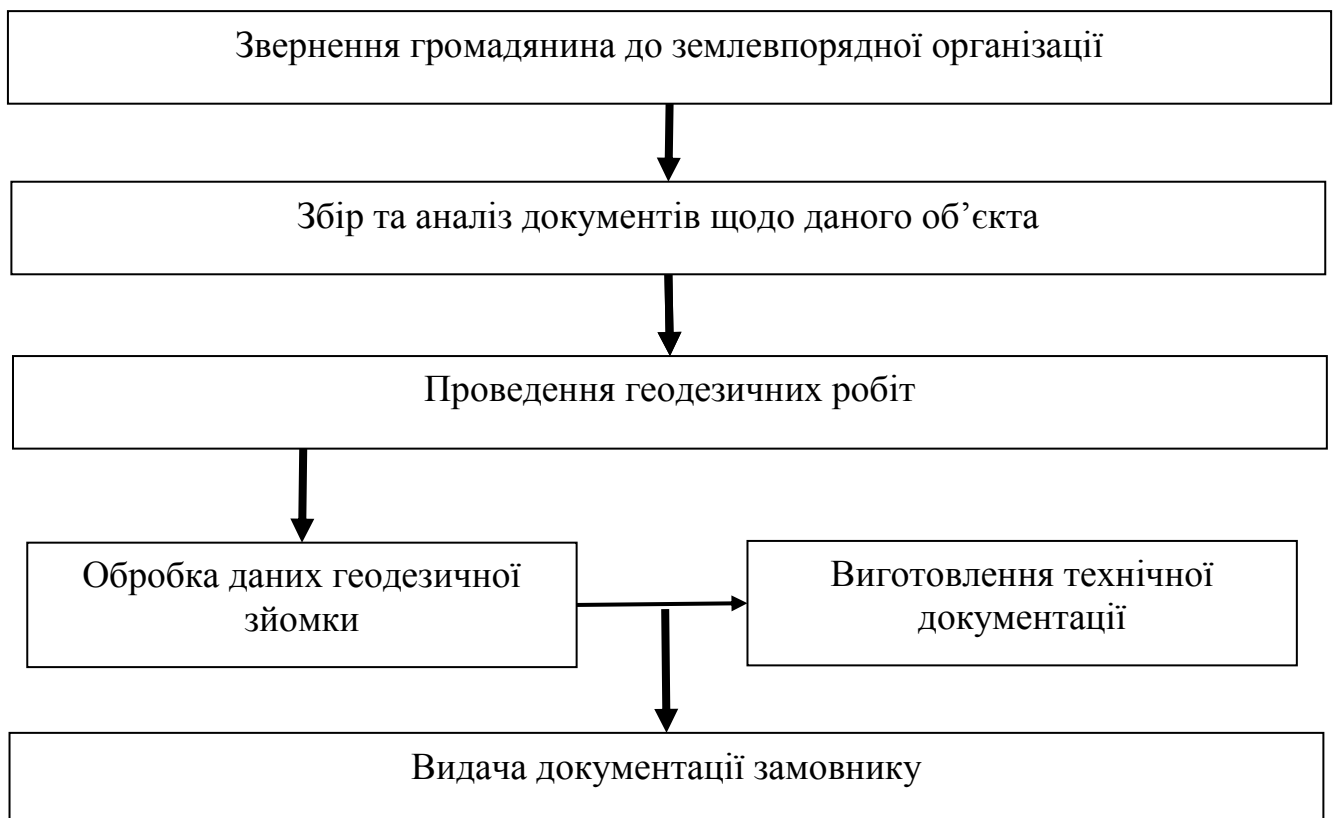 Звернення громадянина до землевпорядної організації
Збір та аналіз документів щодо даного об’єкта
Проведення геодезичних робіт
Обробка даних геодезичної
зйомки
Виготовлення технічної
документації
Видача документації замовнику